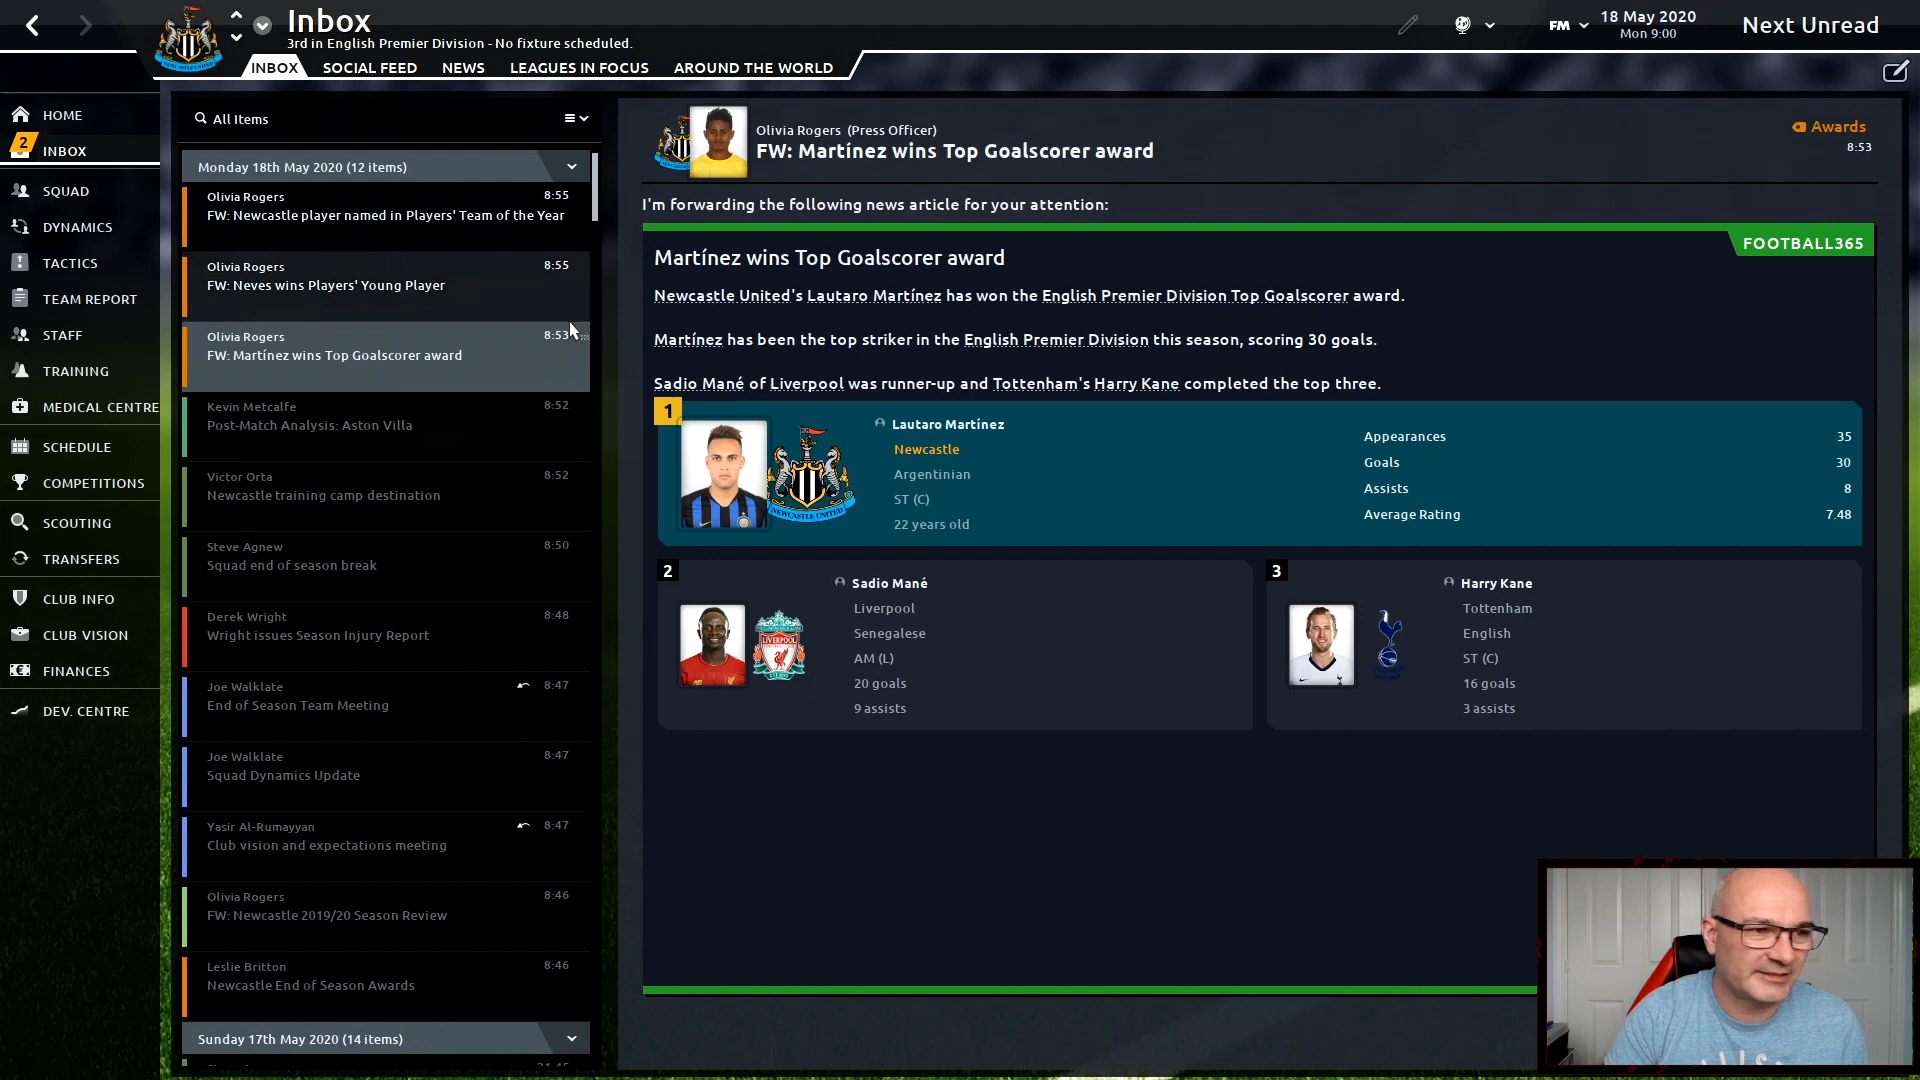 Inbox
3rd in English Premier Division - No fixture scheduled.
FM
18 May 2020
Mon 9:00
Next Unread
INBOX
SOCIAL FEED
NEWS
LEAGUES IN FOCUS
AROUND THE WORLD
HOME
2
INBOX
SQUAD
DYNAMICS
TACTICS
TEAM REPORT
STAFF
TRAINING
MEDICAL CENTRE
SCHEDULE
COMPETITIONS
SCOUTING
TRANSFERS
CLUB INFO
CLUB VISION
FINANCES
DEV. CENTRE
All Items
Monday 18th May 2020 (12 items)
Olivia Rogers 8:55
FW: Newcastle player named in Players' Team of the Year
Olivia Rogers 8:55
FW: Neves wins Players' Young Player
Olivia Rogers 8:53
FW: Martínez wins Top Goalscorer award
Kevin Metcalfe 8:52
Post-Match Analysis: Aston Villa
Victor Orta 8:52
Newcastle training camp destination
Steve Agnew 8:50
Squad end of season break
Derek Wright 8:48
Wright issues Season Injury Report
Joe Walklate 8:47
End of Season Team Meeting
Joe Walklate 8:47
Squad Dynamics Update
Yasir Al-Rumayyan 8:47
Club vision and expectations meeting
Olivia Rogers 8:46
FW: Newcastle 2019/20 Season Review
Leslie Britton 8:46
Newcastle End of Season Awards
Sunday 17th May 2020 (14 items)
Olivia Rogers (Press Officer)
FW: Martínez wins Top Goalscorer award
Awards
8:53
I'm forwarding the following news article for your attention:
FOOTBALL365
Martínez wins Top Goalscorer award
Newcastle United's Lautaro Martínez has won the English Premier Division Top Goalscorer award.
Martínez has been the top striker in the English Premier Division this season, scoring 30 goals.
Sadio Mané of Liverpool was runner-up and Tottenham's Harry Kane completed the top three.
1
NEWCASTLE UNITED
Lautaro Martínez
Newcastle
Argentinian
ST (C)
22 years old
Appearances 35
Goals 30
Assists 8
Average Rating 7.48
2
Sadio Mané
Liverpool
Senegalese
AM (L)
20 goals
9 assists
3
Harry Kane
Tottenham
English
ST (C)
16 goals
3 assists